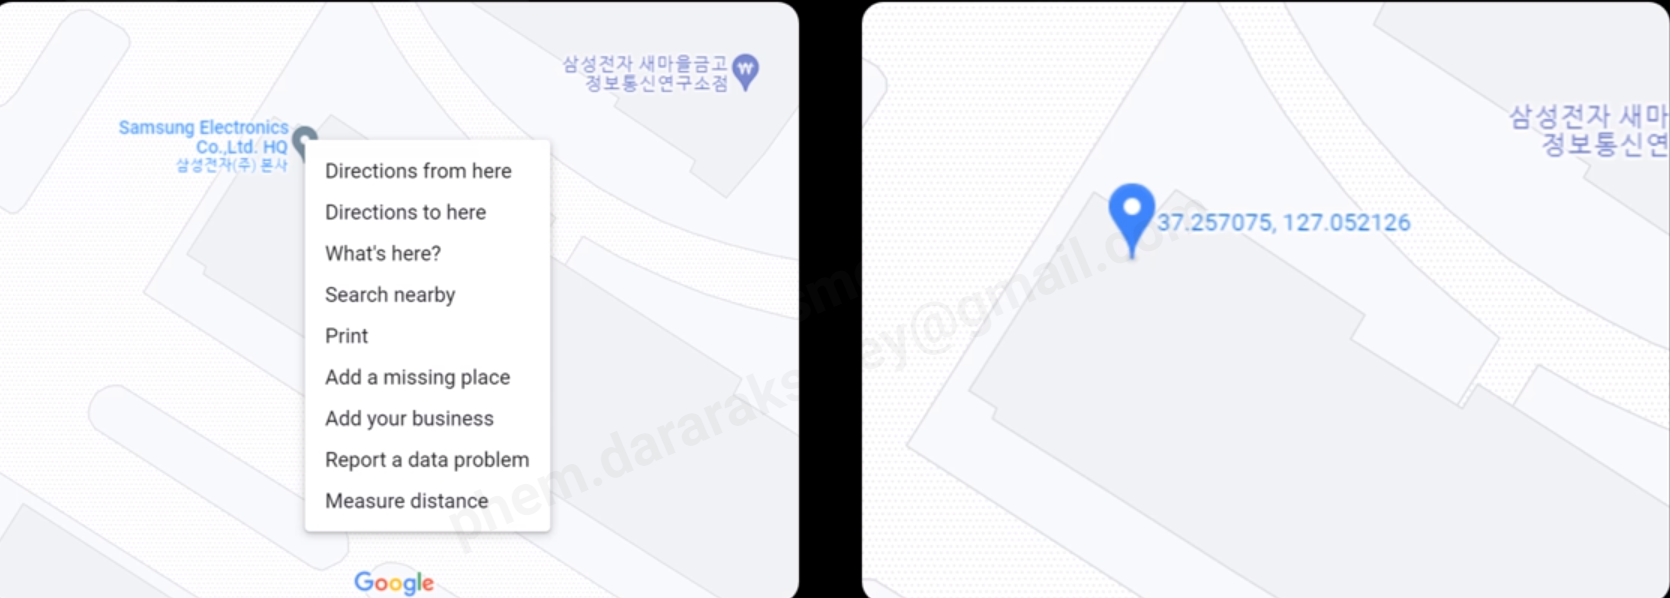 삼성전자 새마을금고
정보통신연구소점
Samsung Electronics
Co.,Ltd. HQ
삼성전자(주) 본사
Directions from here
Directions to here
What's here?
Search nearby
Print
Add a missing place
Add your business
Report a data problem
Measure distance
Google
삼성전자 새마
정보통신연
37.257075, 127.052126